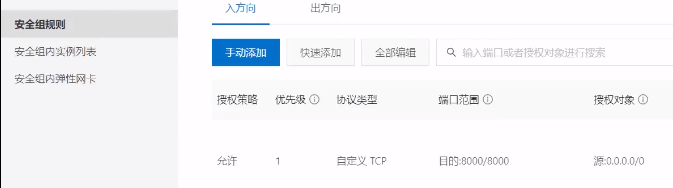 入方向 出方向
安全组规则
安全组内实例列表
安全组内弹性网卡
手动添加 快速添加 全部编辑 输入端口或者授权对象进行搜索
授权策略 优先级 协议类型 端口范围 授权对象
允许 1 自定义 TCP 目的:8000/8000 源:0.0.0.0/0